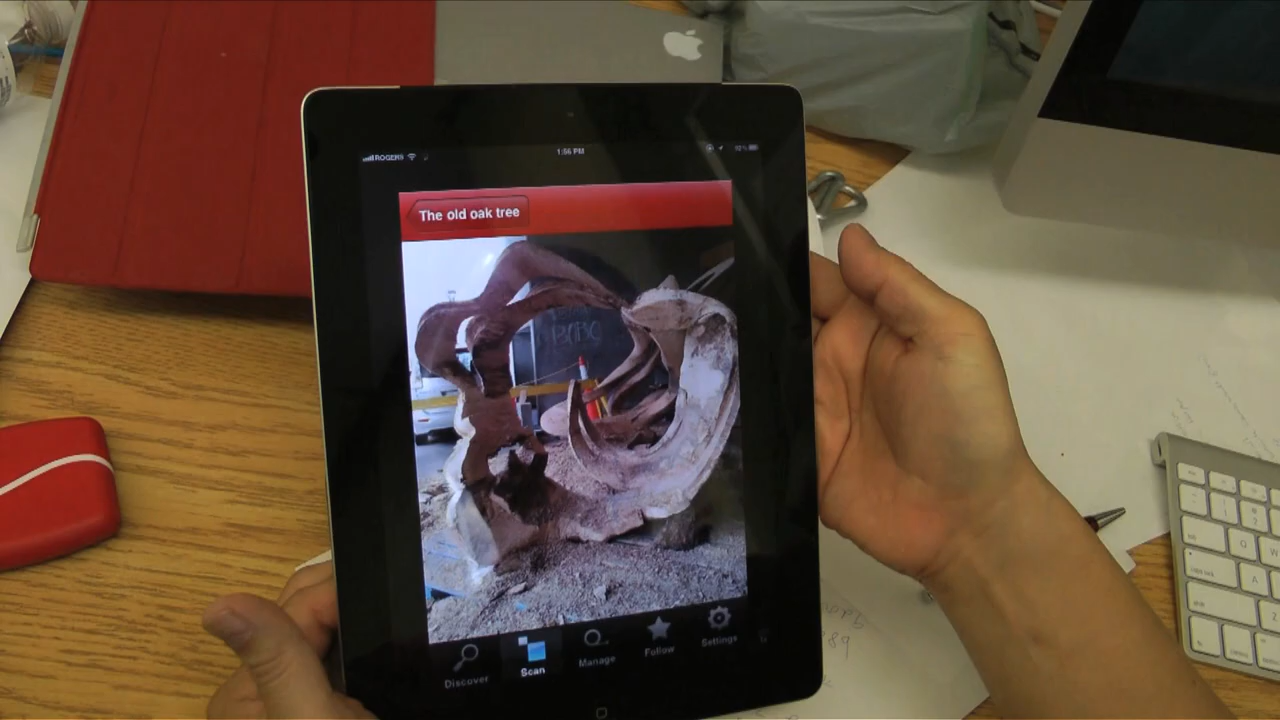 ROGERS
1:56 PM
The old oak tree
Discover
Scan
Manage
Follow
Settings